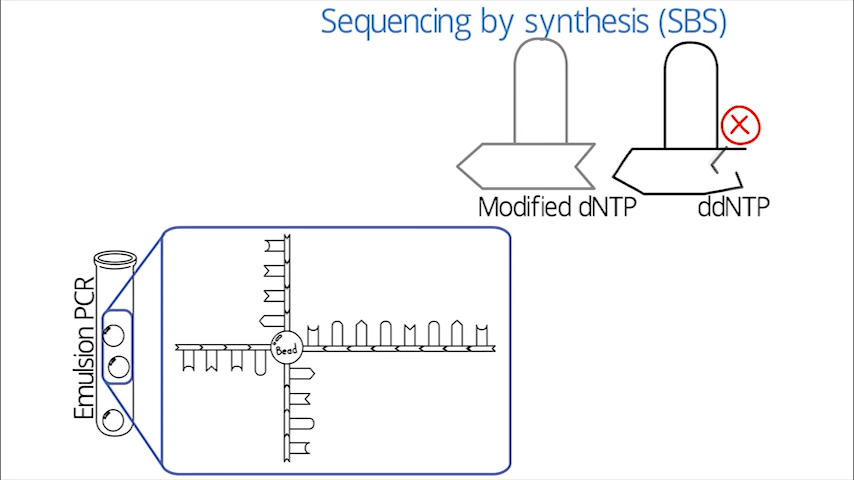 Sequencing by synthesis (SBS)
Modified dNTP
ddNTP
Emulsion PCR
Bead